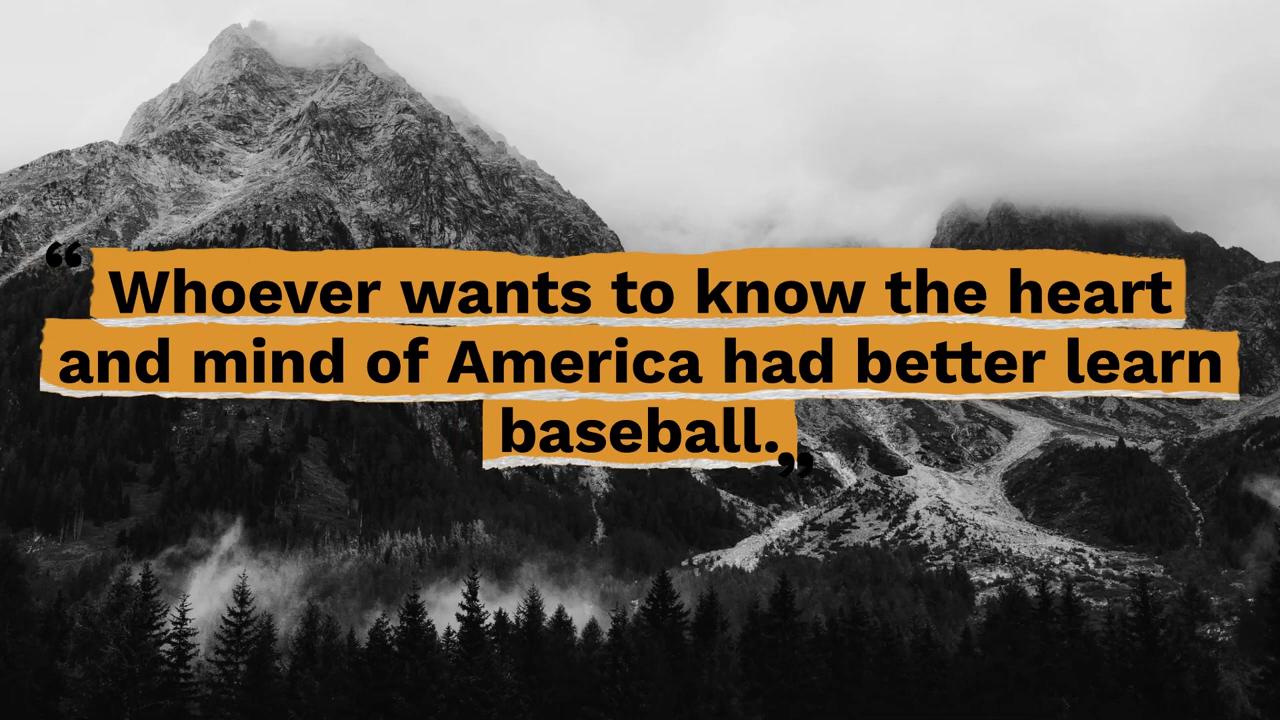 “Whoever wants to know the heart
and mind of America had better learn
baseball.”